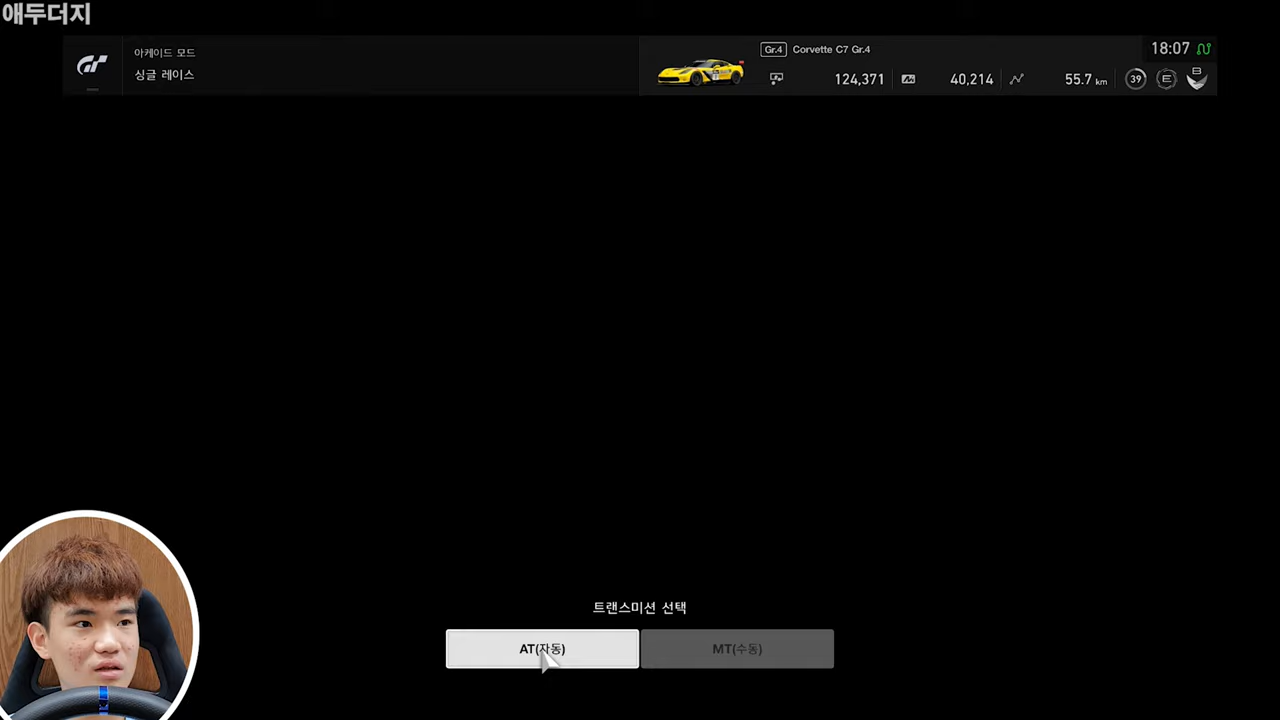 애두더지
아케이드 모드
싱글 레이스
Gr.4 Corvette C7 Gr.4
18:07
124,371 40,214 55.7 km 39 E B
트랜스미션 선택
AT(자동) MT(수동)